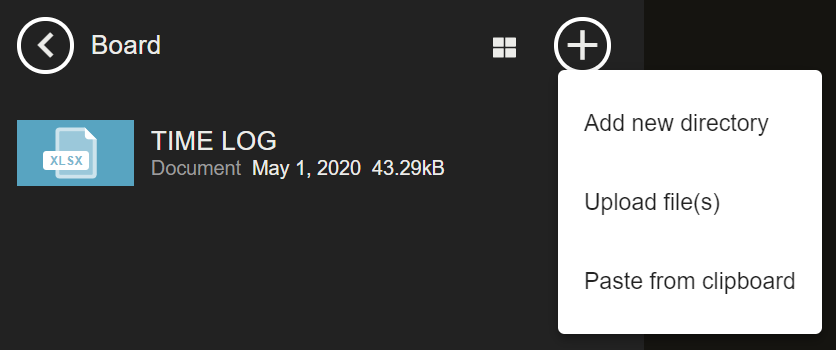 Board
XLSX
TIME LOG
Document May 1, 2020 43.29kB
Add new directory
Upload file(s)
Paste from clipboard